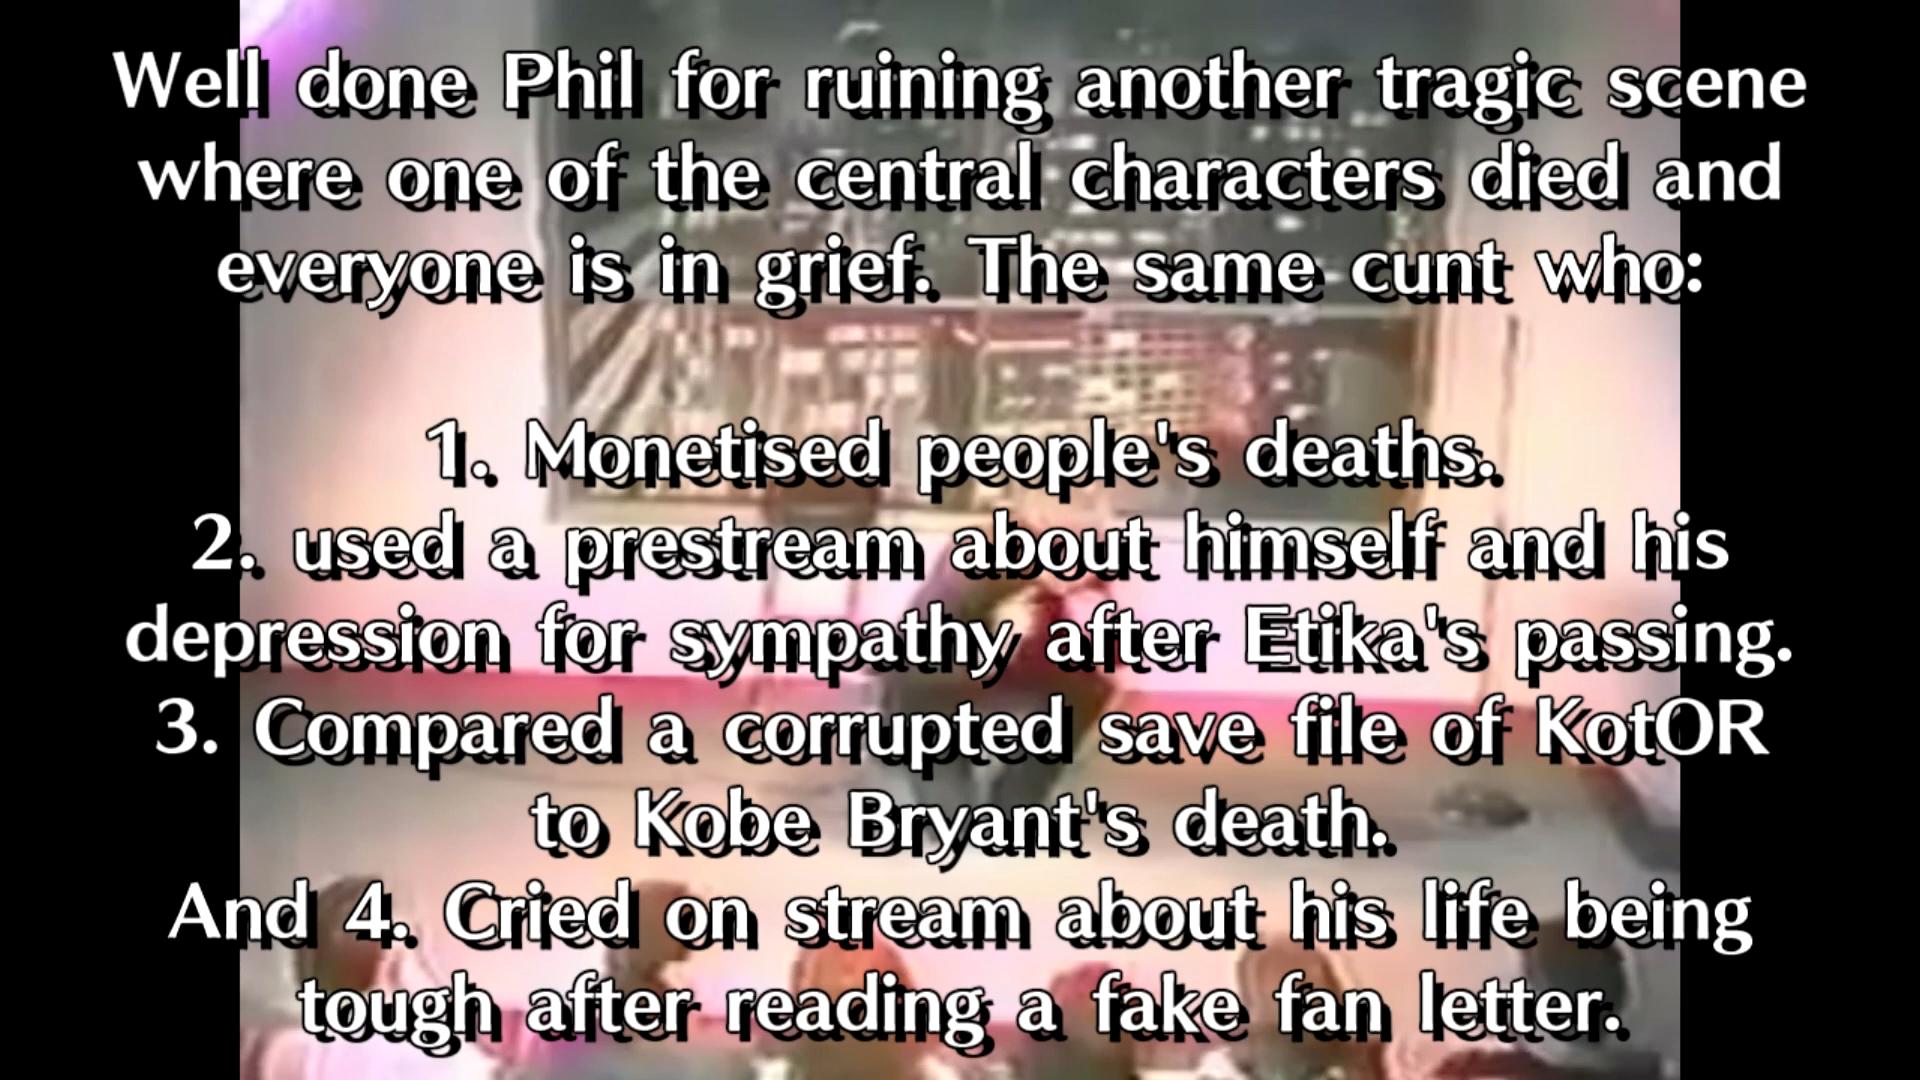 Well done Phil for ruining another tragic scene
where one of the central characters died and
everyone is in grief. The same cunt who:
1. Monetised people's deaths.
2. used a prestream about himself and his
depression for sympathy after Etika's passing.
3. Compared a corrupted save file of KotOR
to Kobe Bryant's death.
And 4. Cried on stream about his life being
tough after reading a fake fan letter.